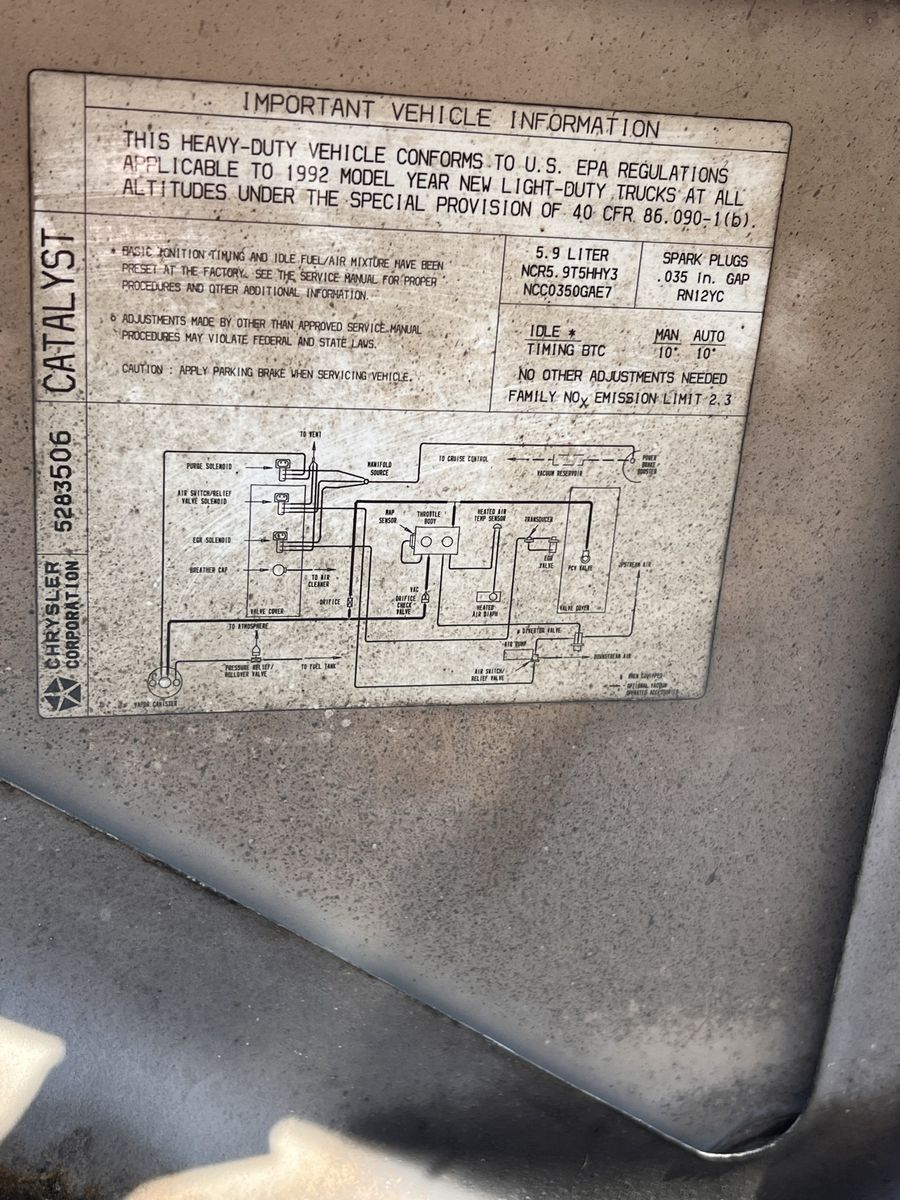 IMPORTANT VEHICLE INFORMATION
THIS HEAVY-DUTY VEHICLE CONFORMS TO U.S. EPA REGULATIONS
APPLICABLE TO 1992 MODEL YEAR NEW LIGHT-DUTY TRUCKS AT ALL
ALTITUDES UNDER THE SPECIAL PROVISION OF 40 CFR 86.090-1(b).
* BASIC IGNITION TIMING AND IDLE FUEL/AIR MIXTURE HAVE BEEN
PRESET AT THE FACTORY. SEE THE SERVICE MANUAL FOR PROPER
PROCEDURES AND OTHER ADDITIONAL INFORMATION.
ADJUSTMENTS MADE BY OTHER THAN APPROVED SERVICE MANUAL
PROCEDURES MAY VIOLATE FEDERAL AND STATE LAWS.
CAUTION : APPLY PARKING BRAKE WHEN SERVICING VEHICLE.
5.9 LITER
NCR5.9T5HHY3
NCC0350GAE7
SPARK PLUGS
.035 in. GAP
RN12YC
IDLE * MAN AUTO
TIMING BTC 10° 10°
NO OTHER ADJUSTMENTS NEEDED
FAMILY NOx EMISSION LIMIT 2.3
CHRYSLER
CORPORATION
5283506
CATALYST
TO VENT
PURGE SOLENOID
MANIFOLD
SOURCE
TO CRUISE CONTROL
VACUUM RESERVOIR
POWER
BRAKE
BOOSTER
AIR SWITCH/RELIEF
VALVE SOLENOID
MAP
SENSOR
THROTTLE
BODY
HEATED AIR
TEMP SENSOR
TRANSDUCER
EGR SOLENOID
EGR
VALVE
PCV VALVE
UPSTREAM AIR
BREATHER CAP
TO AIR
CLEANER
ORIFICE
VAC
ORIFICE
CHECK
VALVE
HEATED
AIR DIAPH
VALVE COVER
VALVE COVER
TO ATMOSPHERE
* DIVERTER VALVE
AIR PUMP
DOWNSTREAM AIR
PRESSURE RELIEF/
ROLLOVER VALVE
TO FUEL TANK
AIR SWITCH/
RELIEF VALVE
VAPOR CANISTER
* WHEN EQUIPPED
OPTIONAL VACUUM
OPERATED ACCESSORIES